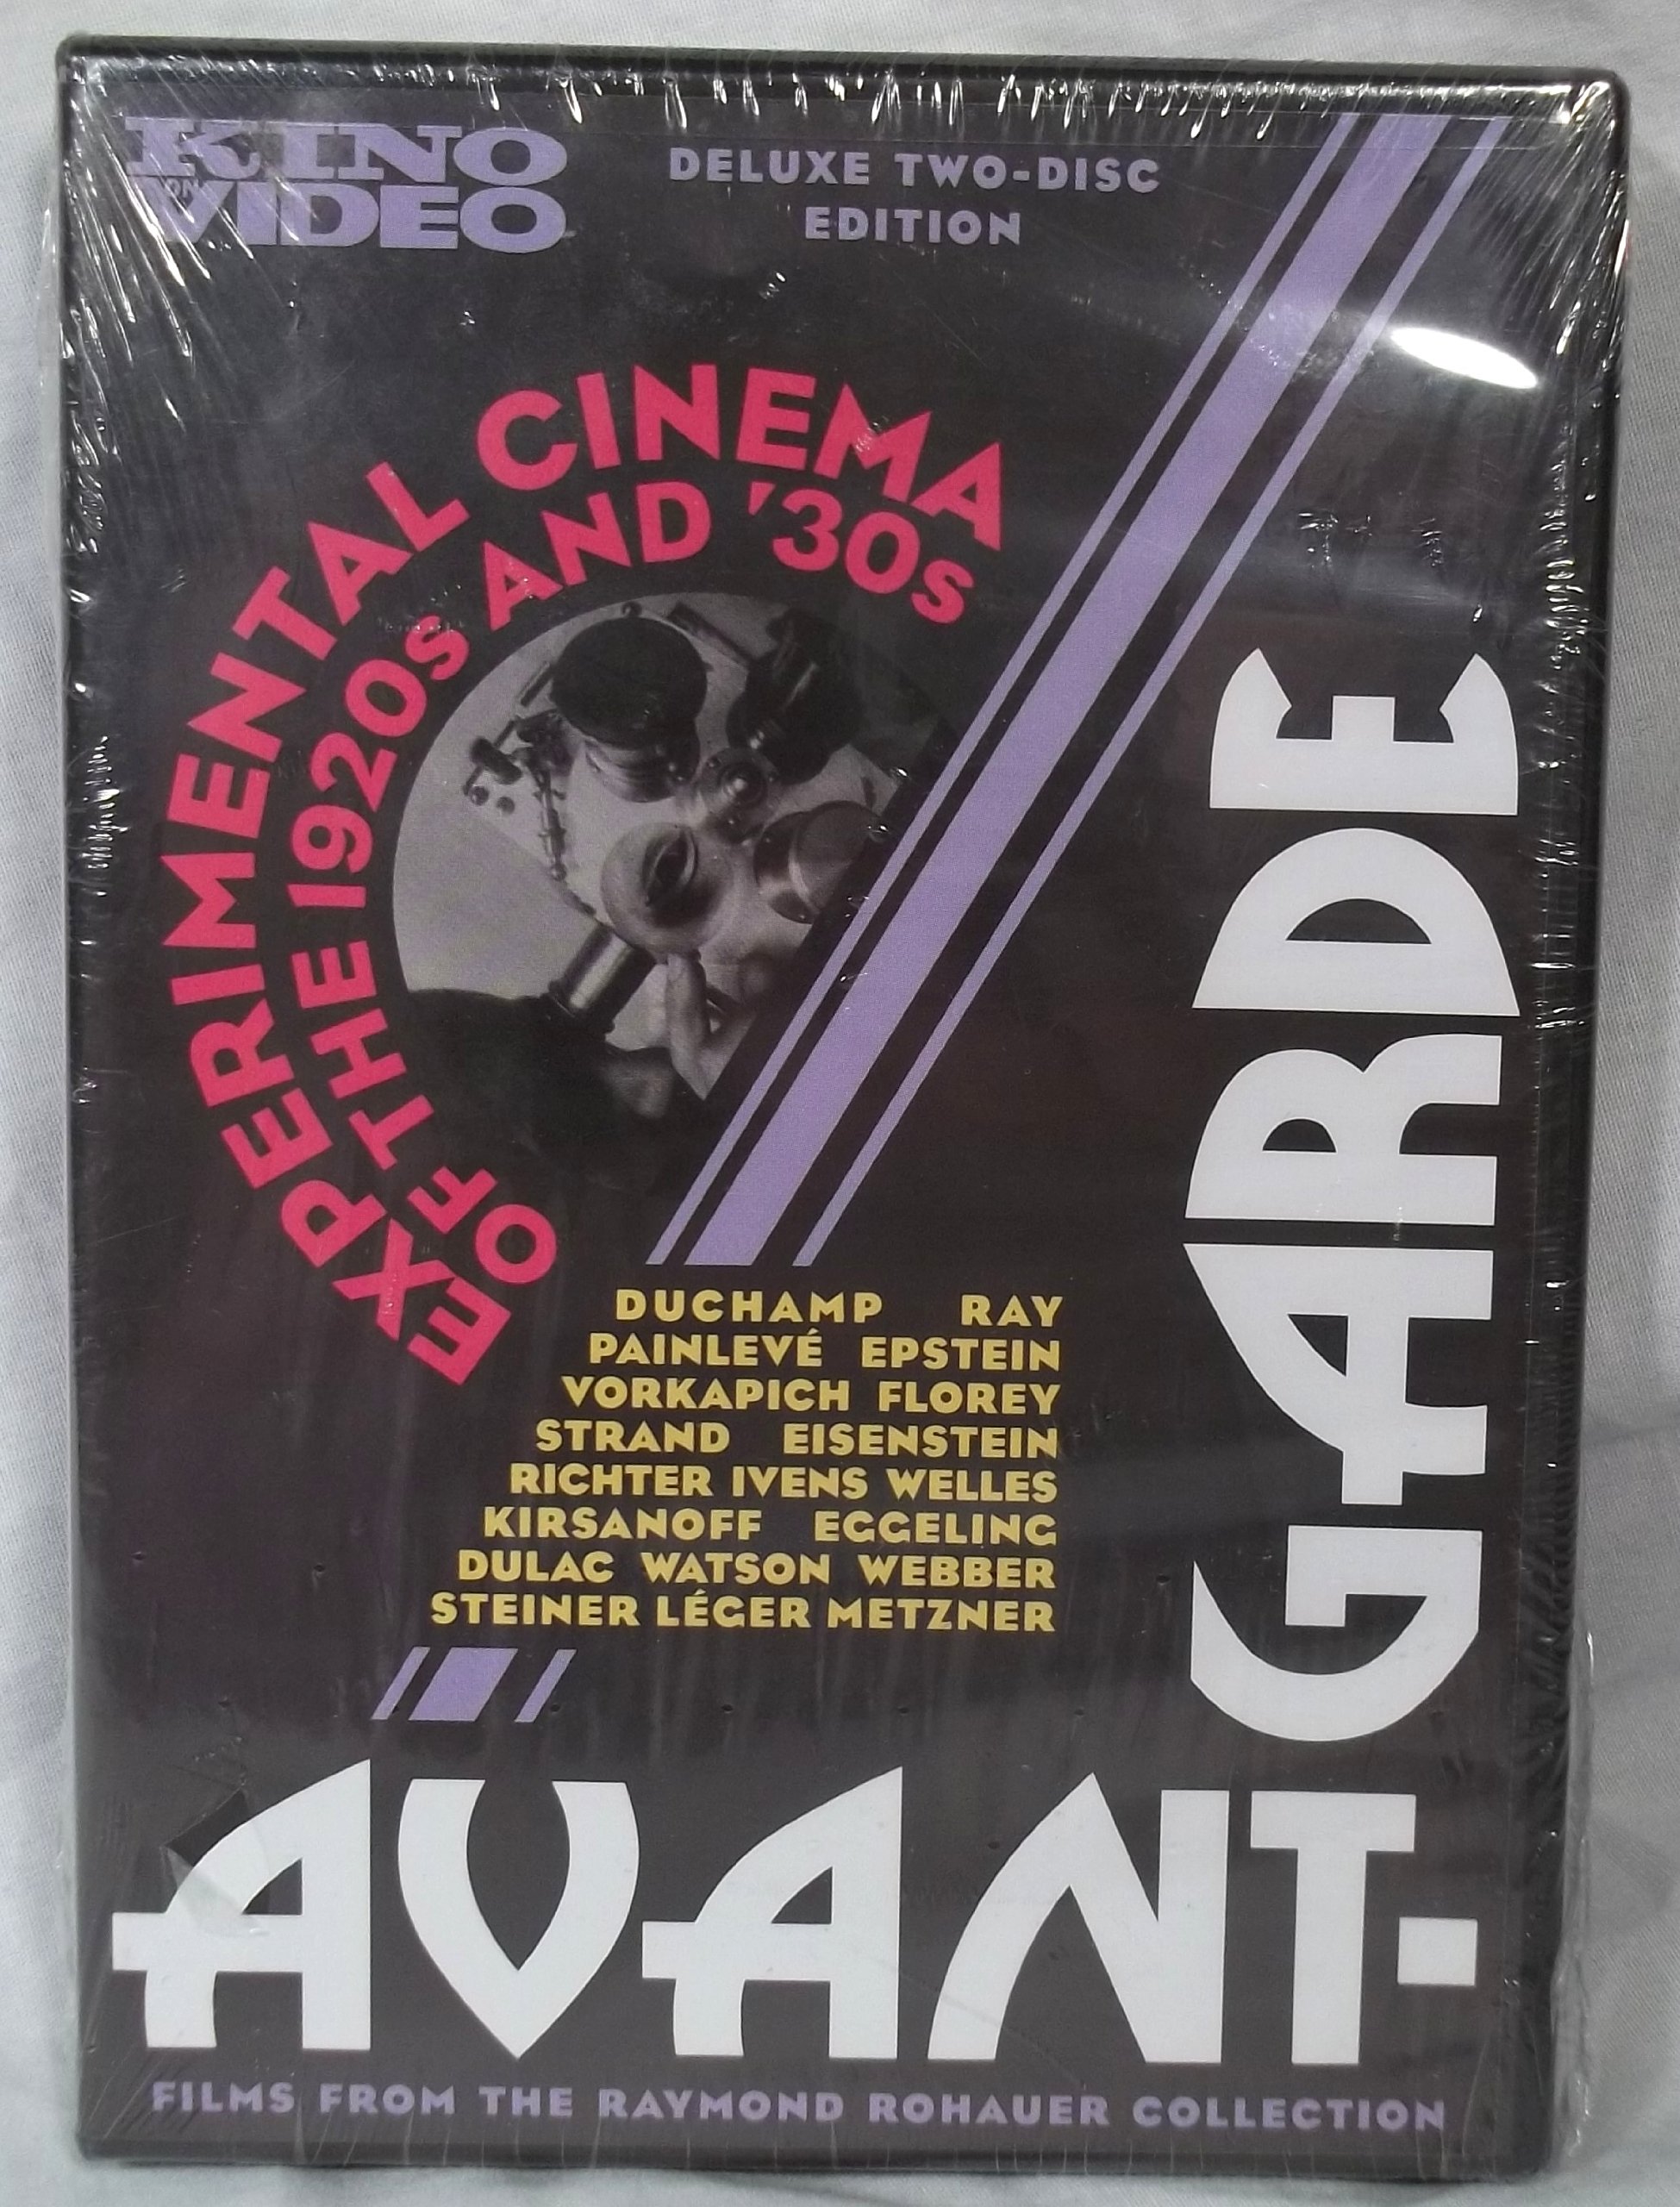 KINO
ON
VIDEO
DELUXE TWO-DISC
EDITION
EXPERIMENTAL CINEMA
OF THE 1920s AND '30s
DUCHAMP RAY
PAINLEVÉ EPSTEIN
VORKAPICH FLOREY
STRAND EISENSTEIN
RICHTER IVENS WELLES
KIRSANOFF EGGELING
DULAC WATSON WEBBER
STEINER LÉGER METZNER
AVANT-
GARDE
FILMS FROM THE RAYMOND ROHAUER COLLECTION